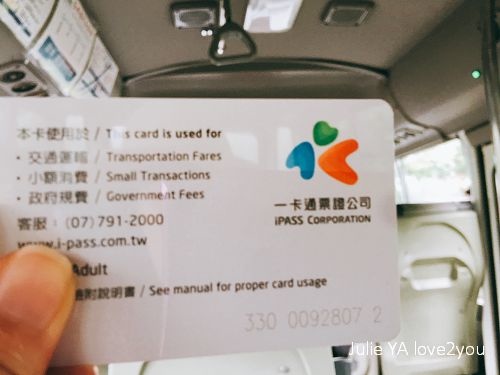 本卡使用於 / This card is used for
・交通運輸 / Transportation Fares
・小額消費 / Small Transactions
・政府規費 / Government Fees
客服：(07)791-2000
www.i-pass.com.tw
Adult
附說明書 / See manual for proper card usage
一卡通票證公司
iPASS CORPORATION
330 0092807 2
Julie YA love2you